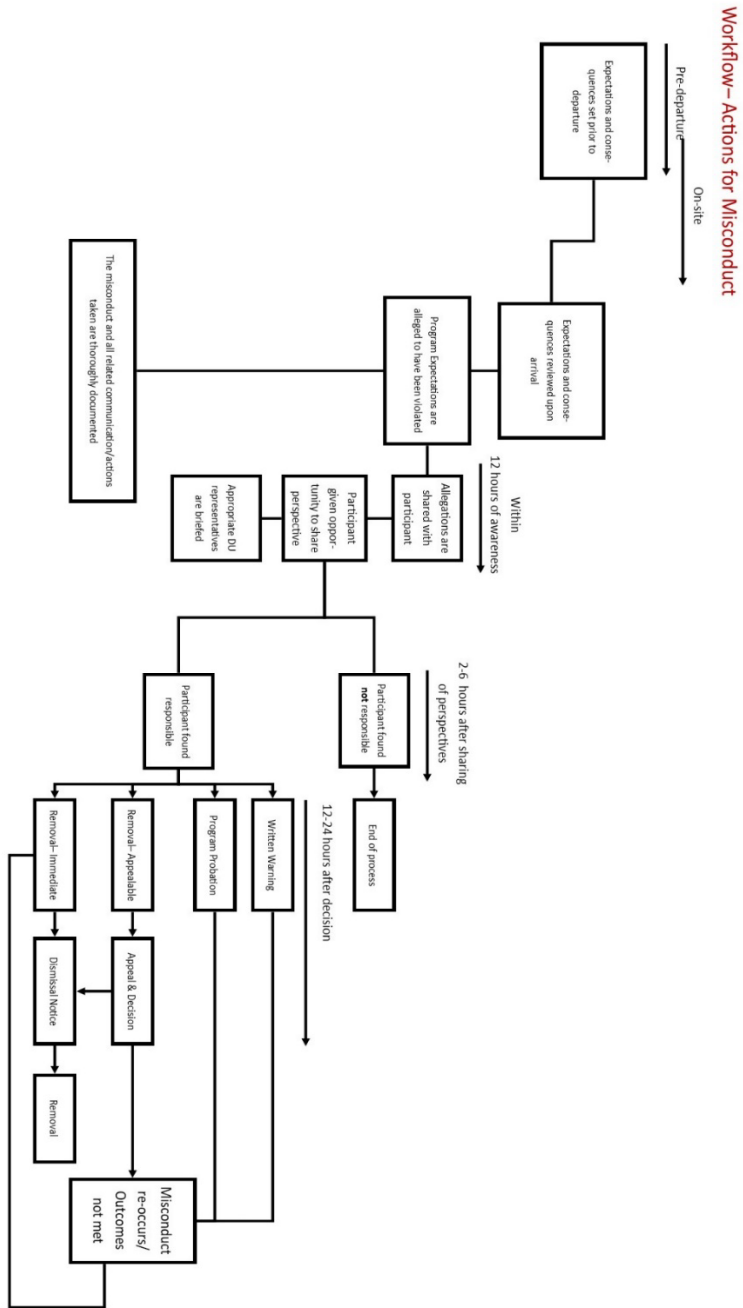 Workflow– Actions for Misconduct
Pre-departure
On-site
Expectations and conse-
quences set prior to
departure
Expectations and conse-
quences reviewed upon
arrival
Program Expectations are
alleged to have been violated
The misconduct and all related communication/actions
taken are thoroughly documented
Within
12 hours of awareness
Allegations are
shared with
participant
Participant
given oppor-
tunity to share
perspective
Appropriate DU
representatives
are briefed
2-6 hours after sharing
of perspectives
Participant found
not responsible
Participant found
responsible
End of process
12-24 hours after decision
Written Warning
Program Probation
Removal– Appealable
Removal– Immediate
Appeal & Decision
Dismissal Notice
Removal
Misconduct
re-occurs/
Outcomes
not met